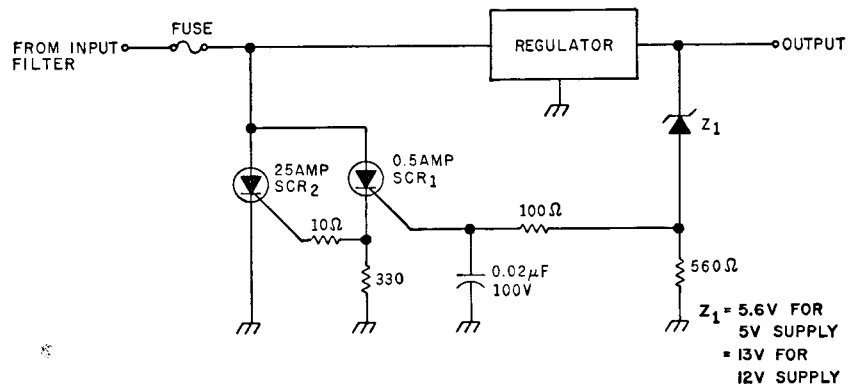 FUSE
FROM INPUT
FILTER
REGULATOR
OUTPUT
Z1
25AMP
SCR2
0.5AMP
SCR1
10Ω
100Ω
330
0.02μF
100V
560Ω
Z1 = 5.6V FOR
5V SUPPLY
= 13V FOR
12V SUPPLY